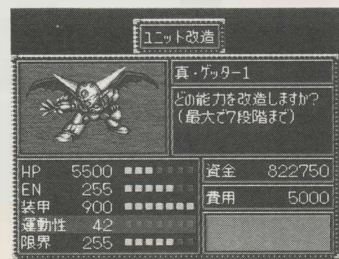 ユニット改造
真・ゲッター1
どの能力を改造しますか?
(最大で7段階まで)
HP 5500
EN 255
装甲 900
運動性 42
限界 255
資金 822750
費用 5000